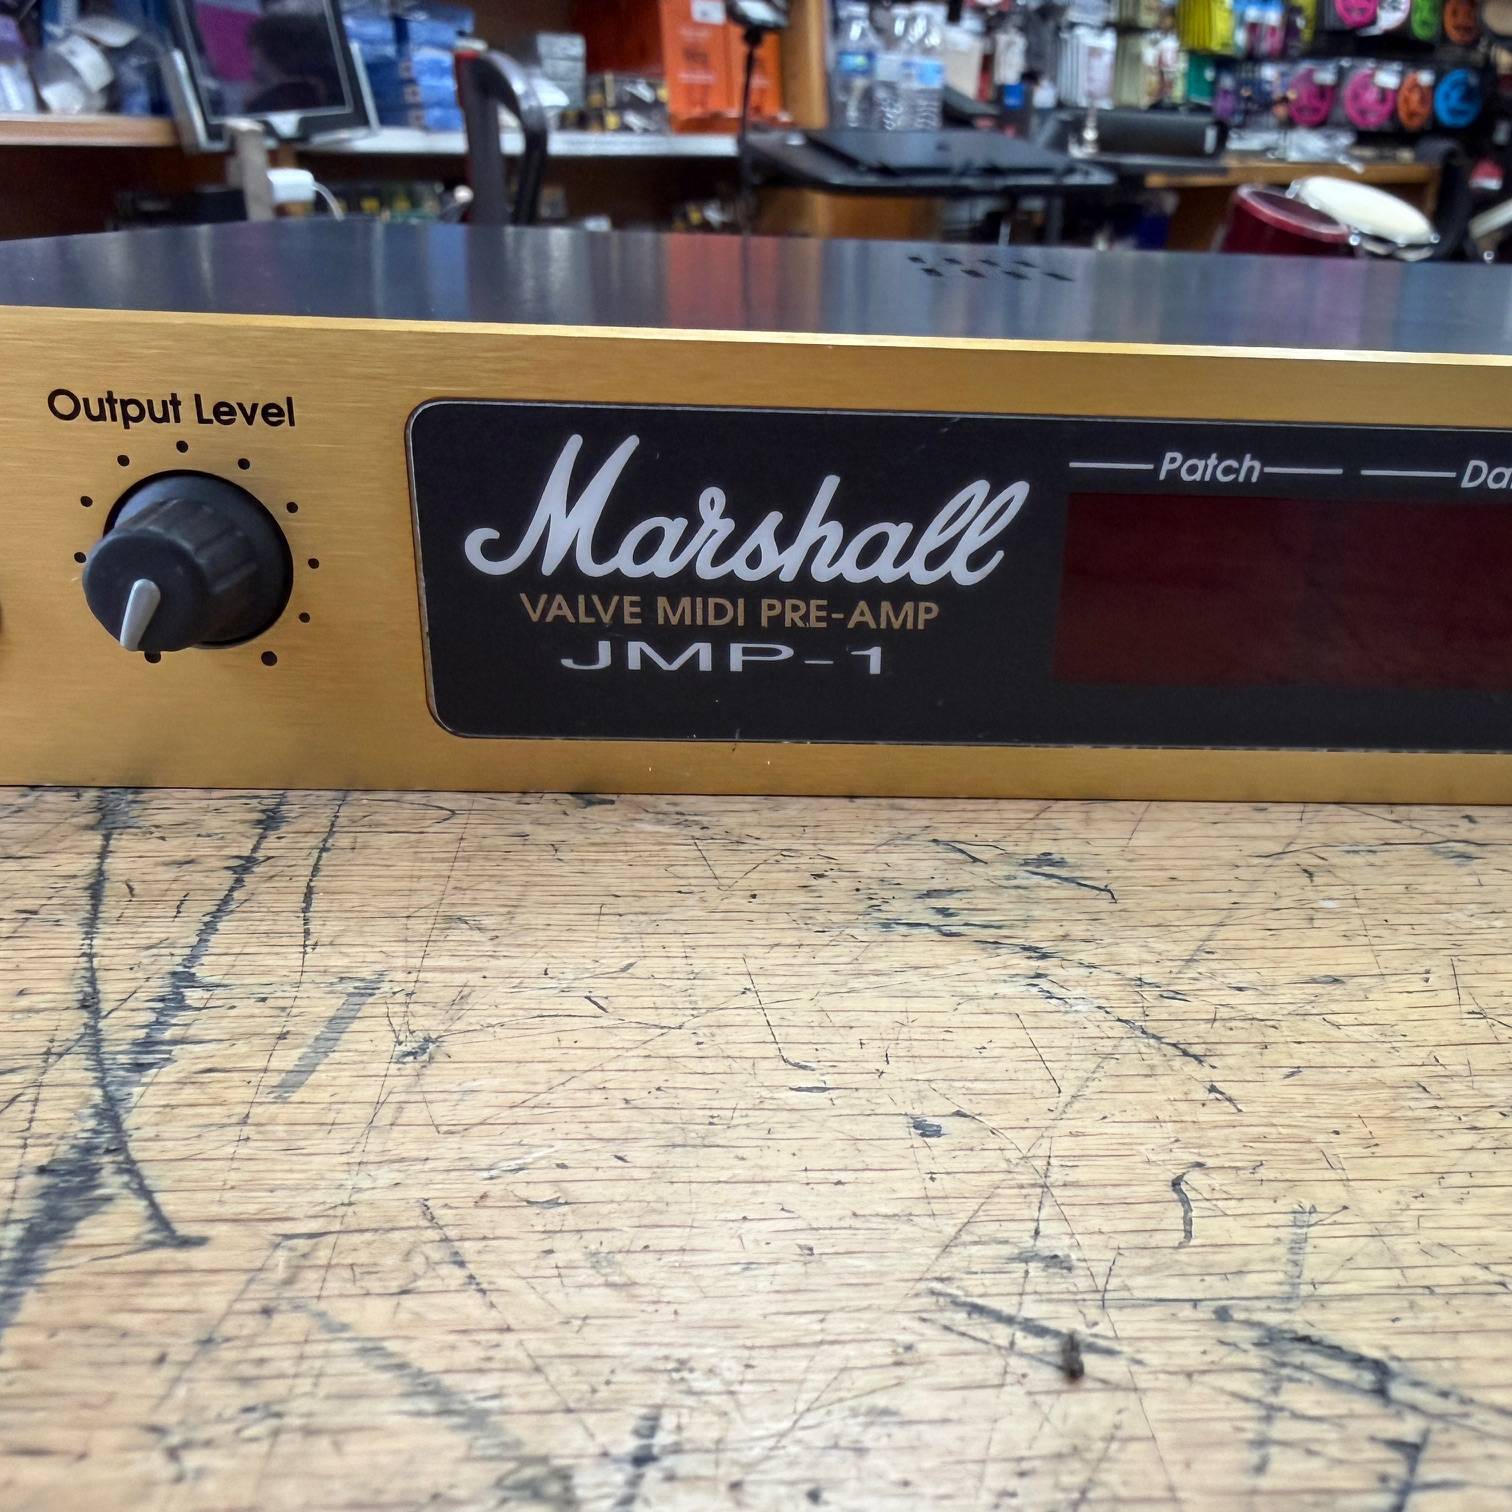 Output Level
Marshall
VALVE MIDI PRE-AMP
JMP-1
Patch